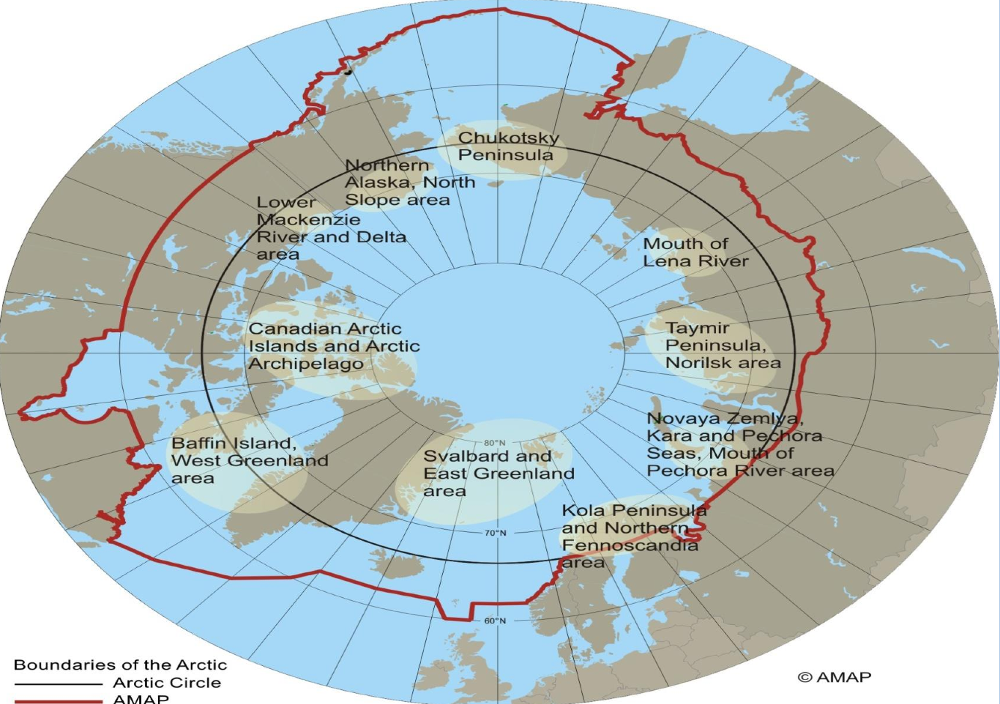 Chukotsky
Peninsula
Northern
Alaska, North
Slope area
Lower
Mackenzie
River and Delta
area
Mouth of
Lena River
Canadian Arctic
Islands and Arctic
Archipelago
Taymir
Peninsula,
Norilsk area
Novaya Zemlya,
Kara and Pechora
Seas, Mouth of
Pechora River area
Baffin Island,
West Greenland
area
80°N
Svalbard and
East Greenland
area
Kola Peninsula
and Northern
Fennoscandia
area
70°N
60°N
Boundaries of the Arctic
Arctic Circle
AMAP
© AMAP